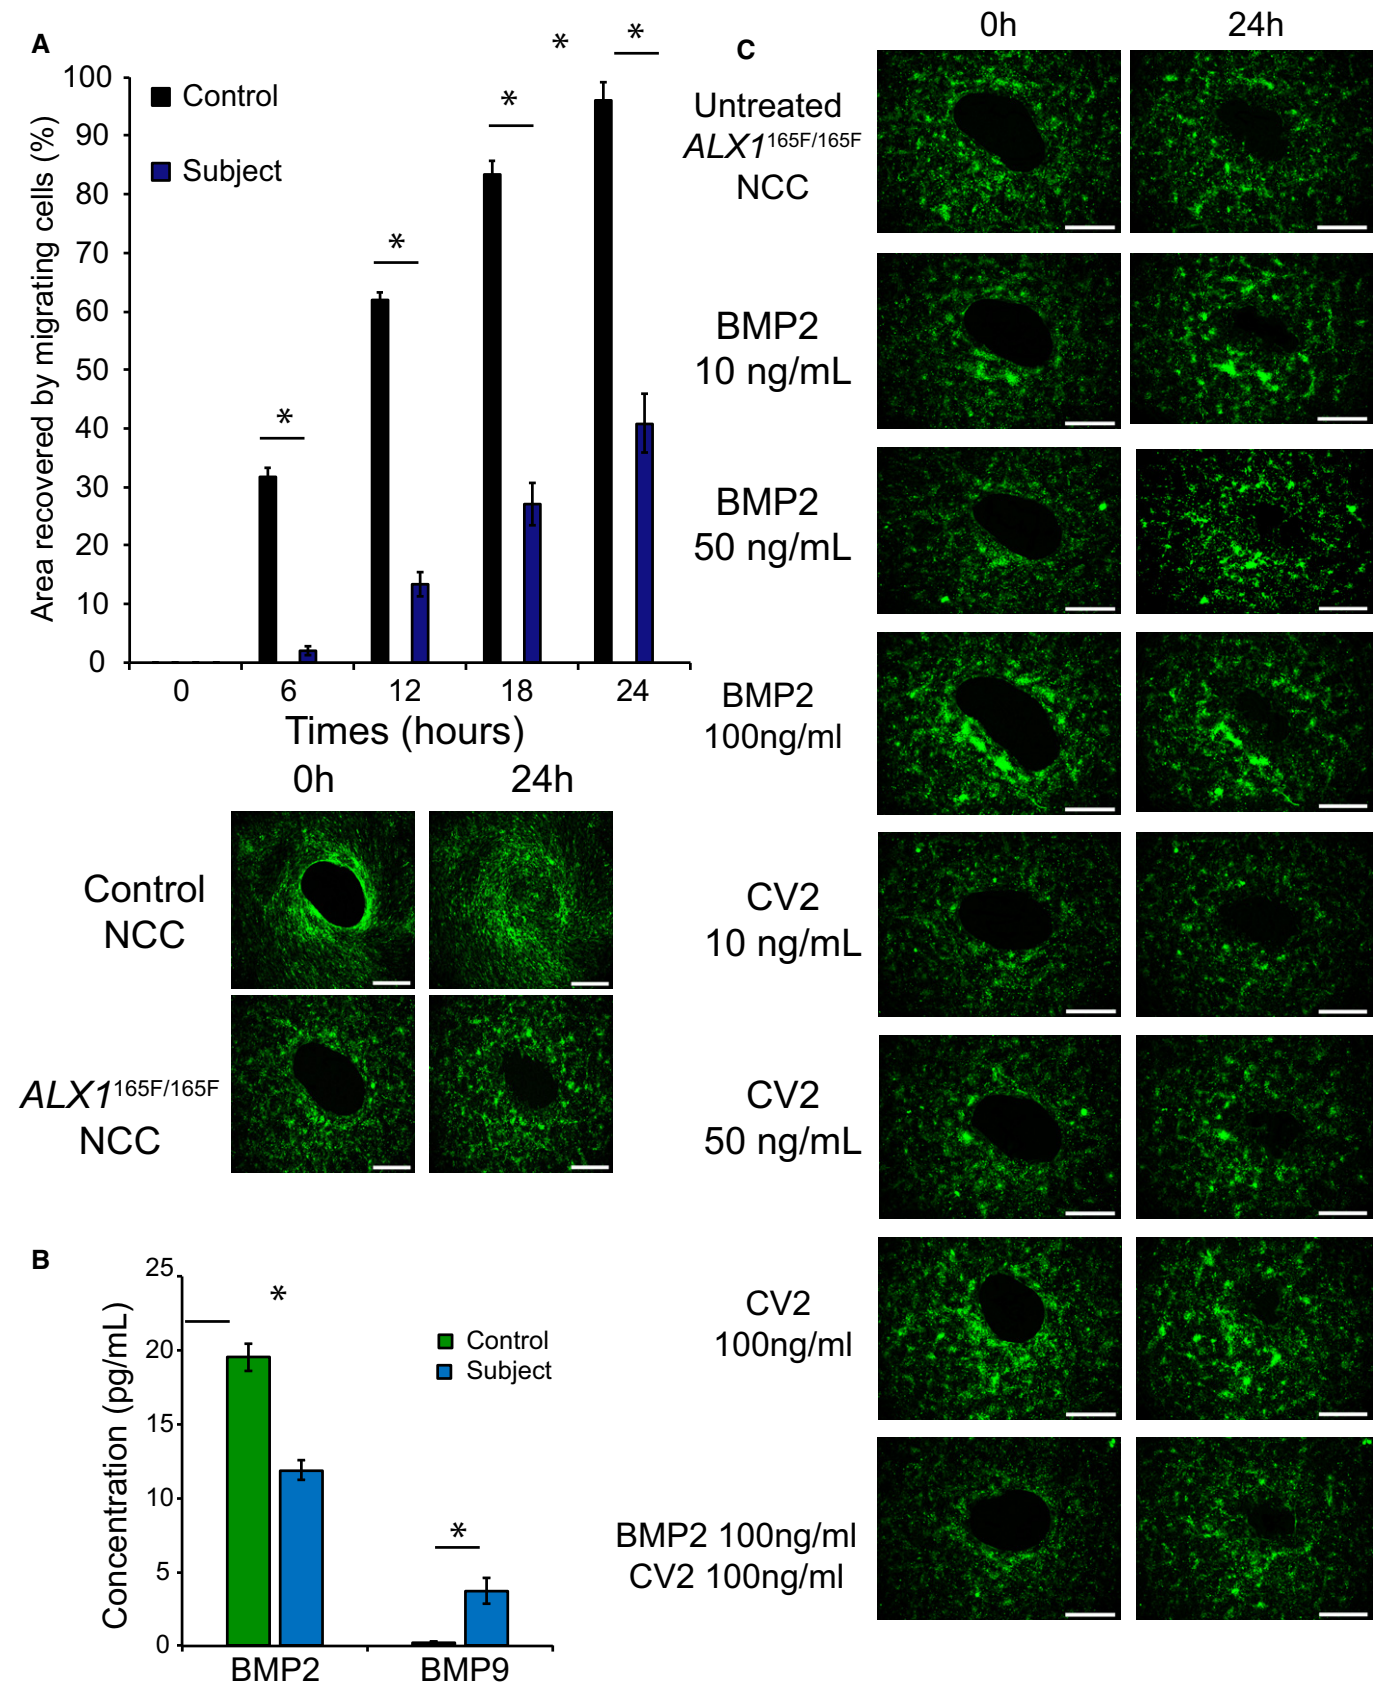 A
*
*
*
*
*
100
90
80
70
60
50
40
30
20
10
0
Area recovered by migrating cells (%)
Control
Subject
0 6 12 18 24
Times (hours)
0h 24h
Control
NCC
ALX1165F/165F
NCC
B
25
20
15
10
5
0
Concentration (pg/mL)
*
*
Control
Subject
BMP2 BMP9
C
0h 24h
Untreated
ALX1165F/165F
NCC
BMP2
10 ng/mL
BMP2
50 ng/mL
BMP2
100ng/ml
CV2
10 ng/mL
CV2
50 ng/mL
CV2
100ng/ml
BMP2 100ng/ml
CV2 100ng/ml